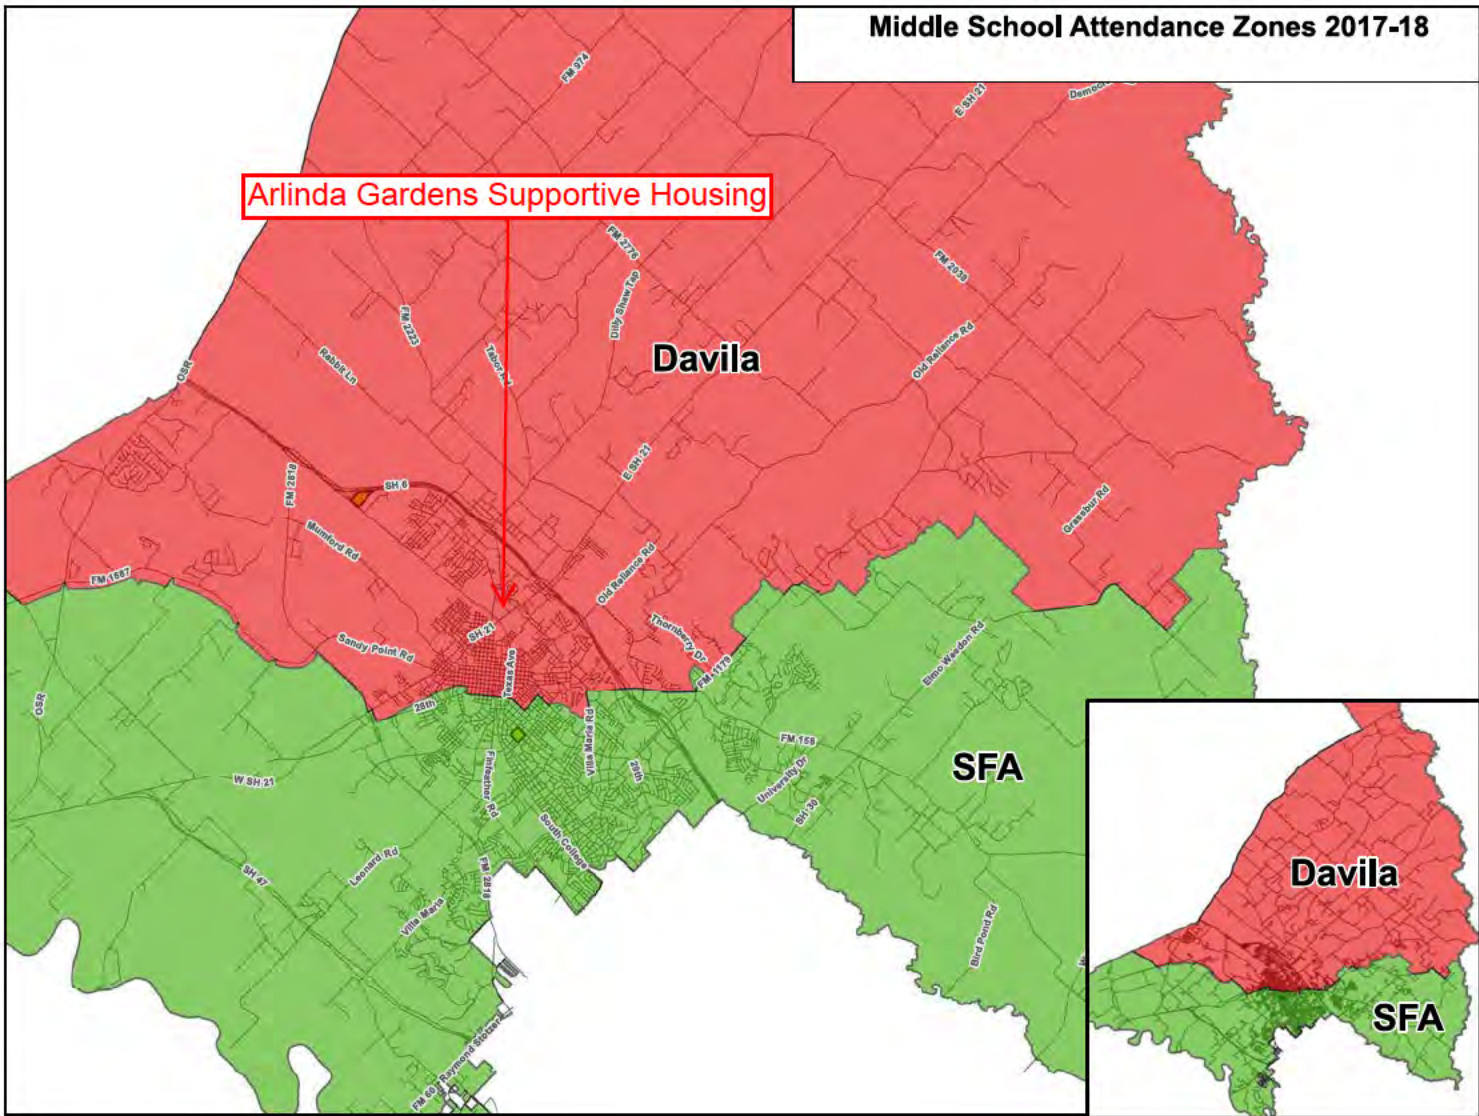 Middle School Attendance Zones 2017-18
FM 974
E SH 21
Arlinda Gardens Supportive Housing
FM 2776
FM 2038
Dilly Shaw Tap
FM 2223
Tabor
Rabbit Ln
Davila
Old Reliance Rd
OSR
E SH 21
FM 2818
SH 6
Grassbur Rd
Mumford Rd
Old Reliance Rd
FM 1687
SH 21
Thornberry Dr
Sandy Point Rd
Texas Ave
FM 1179
Elmo Weedon Rd
OSR
28th
Villa Maria Rd
FM 158
SFA
29th
University Dr
W SH 21
Finfeather Rd
SH 30
South College
Leonard Rd
SH 47
FM 2818
Davila
Villa Maria
Bird Pond Rd
SFA
FM 60 - Raymond Stotzer